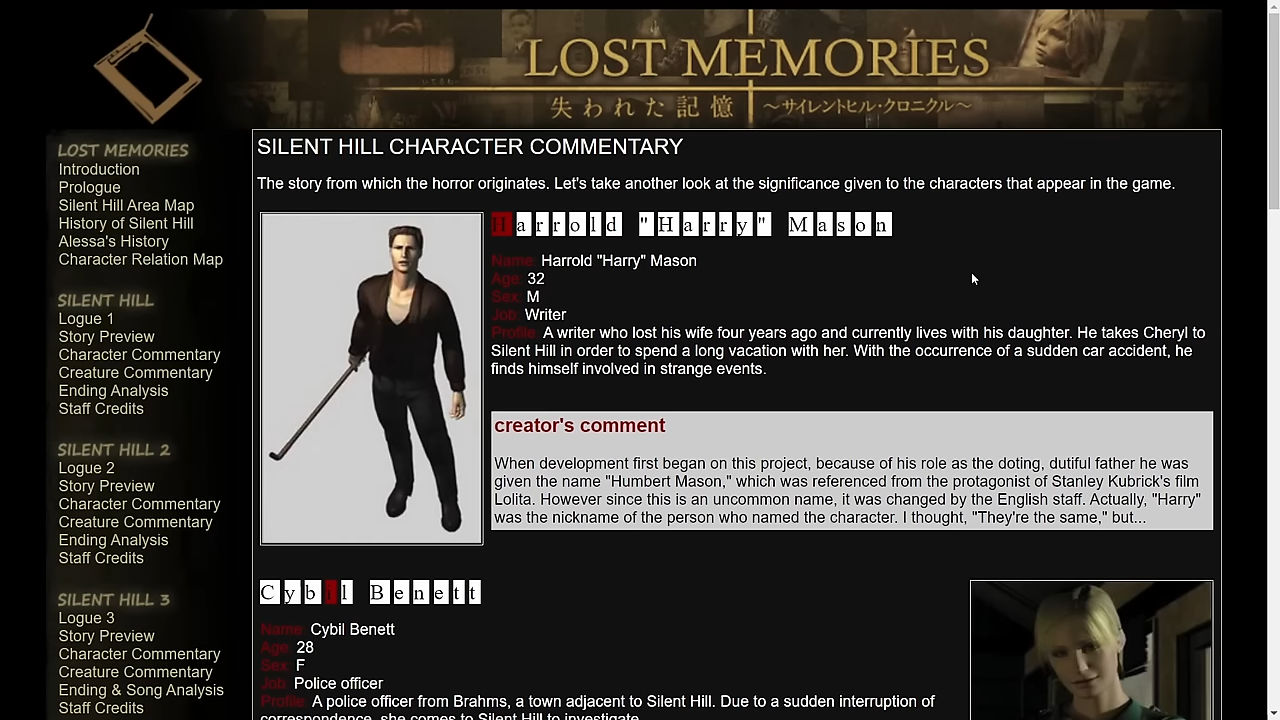 LOST MEMORIES
失われた記憶 ～サイレントヒル・クロニクル～
LOST MEMORIES
Introduction
Prologue
Silent Hill Area Map
History of Silent Hill
Alessa's History
Character Relation Map
SILENT HILL
Logue 1
Story Preview
Character Commentary
Creature Commentary
Ending Analysis
Staff Credits
SILENT HILL 2
Logue 2
Story Preview
Character Commentary
Creature Commentary
Ending Analysis
Staff Credits
SILENT HILL 3
Logue 3
Story Preview
Character Commentary
Creature Commentary
Ending & Song Analysis
Staff Credits
SILENT HILL CHARACTER COMMENTARY
The story from which the horror originates. Let's take another look at the significance given to the characters that appear in the game.
Harrold "Harry" Mason
Name: Harrold "Harry" Mason
Age: 32
Sex: M
Job: Writer
Profile: A writer who lost his wife four years ago and currently lives with his daughter. He takes Cheryl to
Silent Hill in order to spend a long vacation with her. With the occurrence of a sudden car accident, he
finds himself involved in strange events.
creator's comment
When development first began on this project, because of his role as the doting, dutiful father he was
given the name "Humbert Mason," which was referenced from the protagonist of Stanley Kubrick's film
Lolita. However since this is an uncommon name, it was changed by the English staff. Actually, "Harry"
was the nickname of the person who named the character. I thought, "They're the same," but...
Cybil Benett
Name: Cybil Benett
Age: 28
Sex: F
Job: Police officer
Profile: A police officer from Brahms, a town adjacent to Silent Hill. Due to a sudden interruption of
correspondence, she comes to Silent Hill to investigate.